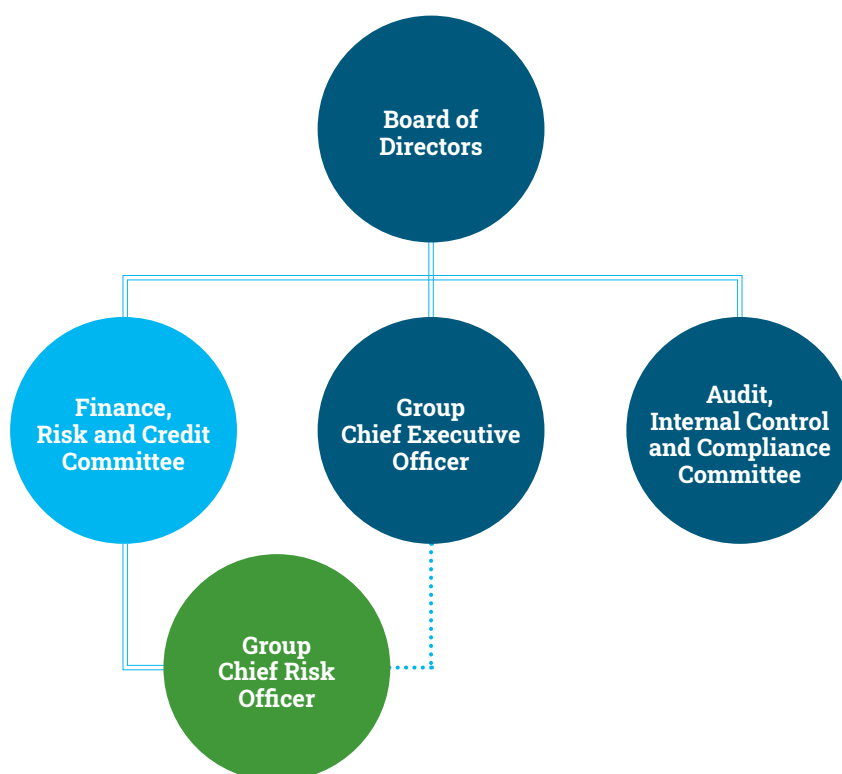 Board of
Directors
Finance,
Risk and Credit
Committee
Group
Chief Executive
Officer
Audit,
Internal Control
and Compliance
Committee
Group
Chief Risk
Officer